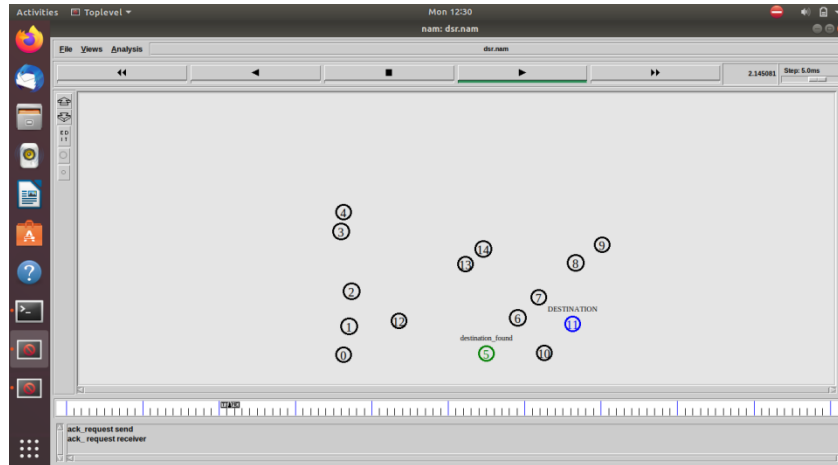 Activities Toplevel Mon 12:30
nam: dsr.nam
File Views Analysis dsr.nam
2.145081 Step: 5.0ms
4
3
14
9
13
8
2
7
DESTINATION
12
6
11
1
destination_found
0
5
10
ack_request send
ack_ request receiver